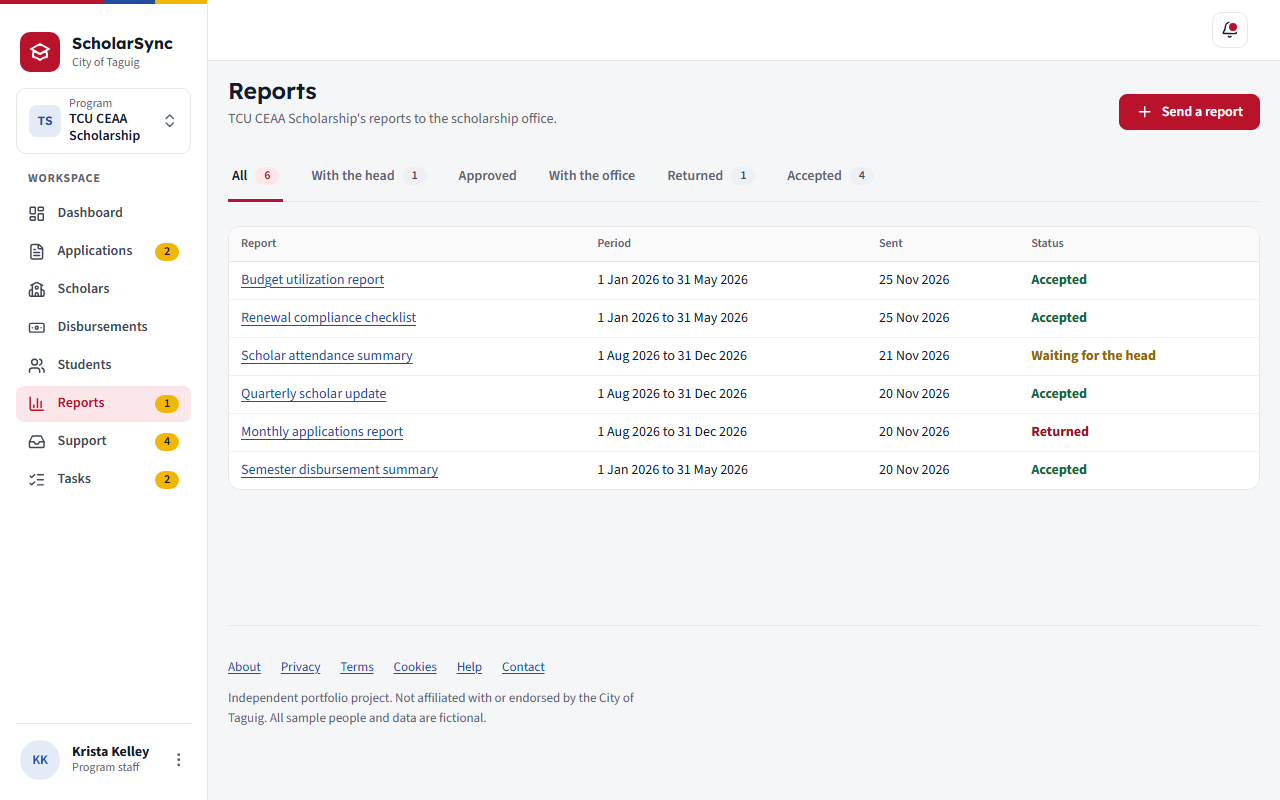 ScholarSync
City of Taguig
Program
TS
TCU CEAA
Scholarship
WORKSPACE
Dashboard
Applications 2
Scholars
Disbursements
Students
Reports 1
Support 4
Tasks 2
KK
Krista Kelley
Program staff
Reports
TCU CEAA Scholarship's reports to the scholarship office.
Send a report
All 6 With the head 1 Approved With the office Returned 1 Accepted 4
Report Period Sent Status
Budget utilization report 1 Jan 2026 to 31 May 2026 25 Nov 2026 Accepted
Renewal compliance checklist 1 Jan 2026 to 31 May 2026 25 Nov 2026 Accepted
Scholar attendance summary 1 Aug 2026 to 31 Dec 2026 21 Nov 2026 Waiting for the head
Quarterly scholar update 1 Aug 2026 to 31 Dec 2026 20 Nov 2026 Accepted
Monthly applications report 1 Aug 2026 to 31 Dec 2026 20 Nov 2026 Returned
Semester disbursement summary 1 Jan 2026 to 31 May 2026 20 Nov 2026 Accepted
About Privacy Terms Cookies Help Contact
Independent portfolio project. Not affiliated with or endorsed by the City of
Taguig. All sample people and data are fictional.